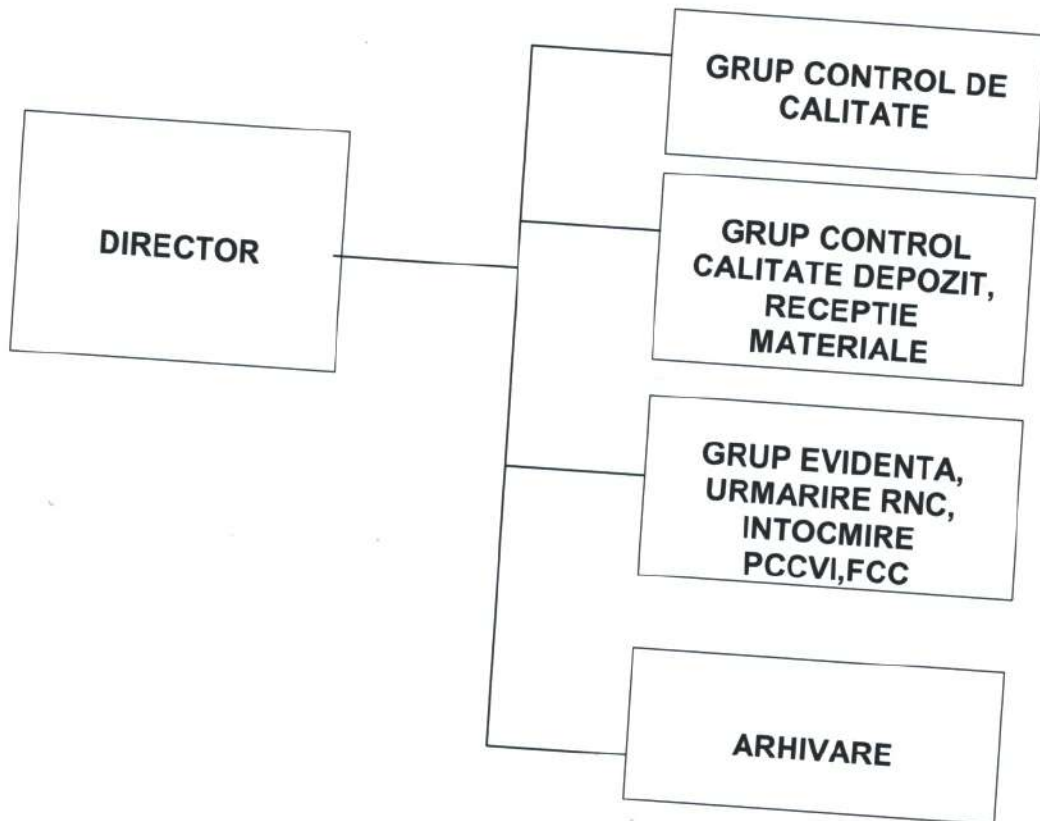 GRUP CONTROL DE
CALITATE
DIRECTOR
GRUP CONTROL
CALITATE DEPOZIT,
RECEPTIE
MATERIALE
GRUP EVIDENTA,
URMARIRE RNC,
INTOCMIRE
PCCVI,FCC
ARHIVARE